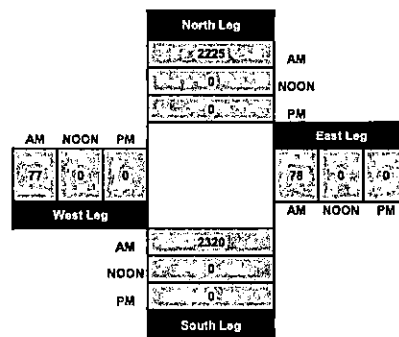 North Leg
2225 AM
0 NOON
0 PM
AM NOON PM
East Leg
77 0 0
78 0 0
West Leg
AM NOON PM
AM 2320
NOON 0
PM 0
South Leg